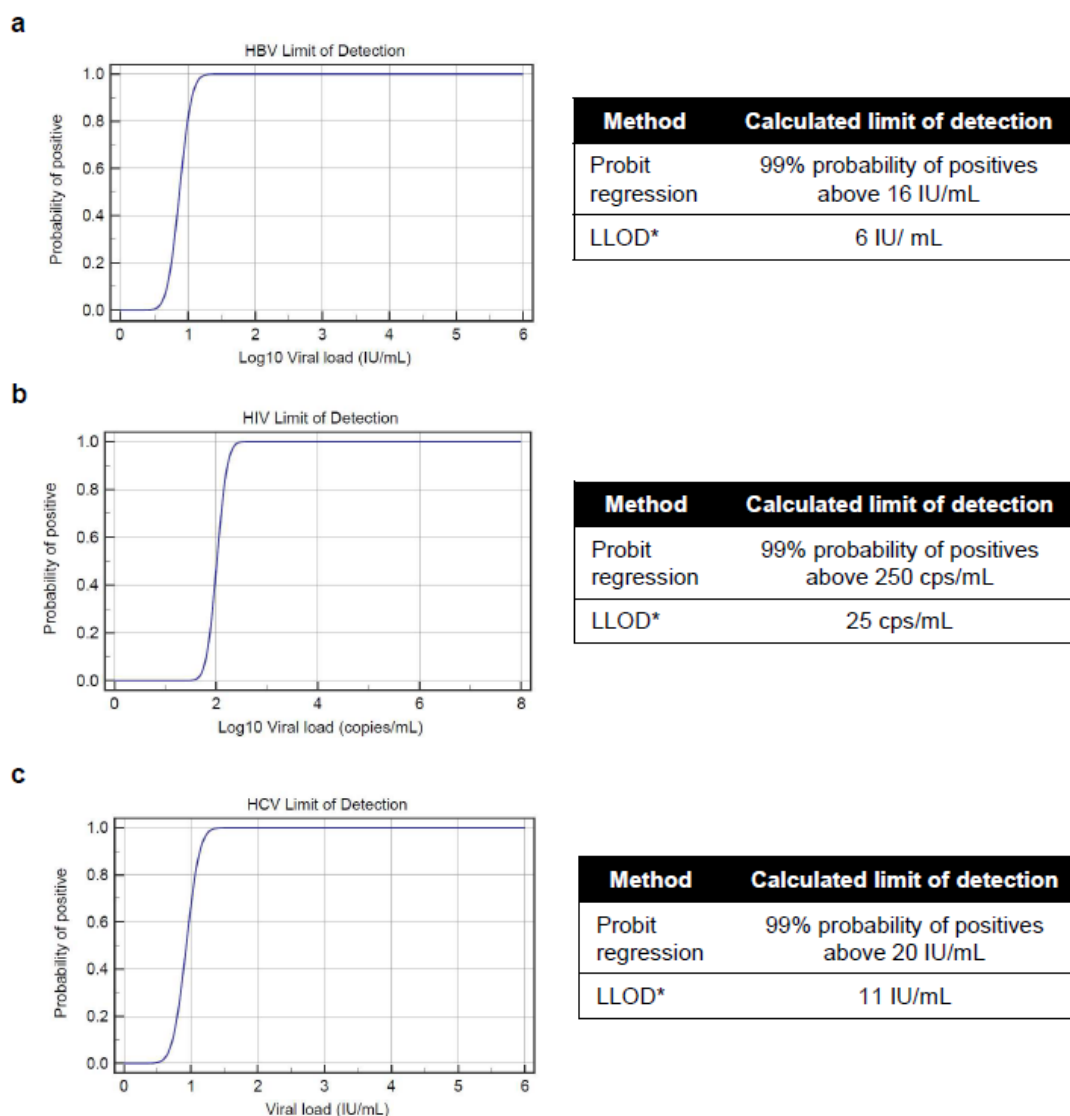 a
HBV Limit of Detection
Probability of positive
1.0
0.8
0.6
0.4
0.2
0.0
0 1 2 3 4 5 6
Log10 Viral load (IU/mL)
Method Calculated limit of detection
Probit regression 99% probability of positives
above 16 IU/mL
LLOD* 6 IU/ mL
b
HIV Limit of Detection
Probability of positive
1.0
0.8
0.6
0.4
0.2
0.0
0 2 4 6 8
Log10 Viral load (copies/mL)
Method Calculated limit of detection
Probit regression 99% probability of positives
above 250 cps/mL
LLOD* 25 cps/mL
c
HCV Limit of Detection
Probability of positive
1.0
0.8
0.6
0.4
0.2
0.0
0 1 2 3 4 5 6
Viral load (IU/mL)
Method Calculated limit of detection
Probit regression 99% probability of positives
above 20 IU/mL
LLOD* 11 IU/mL